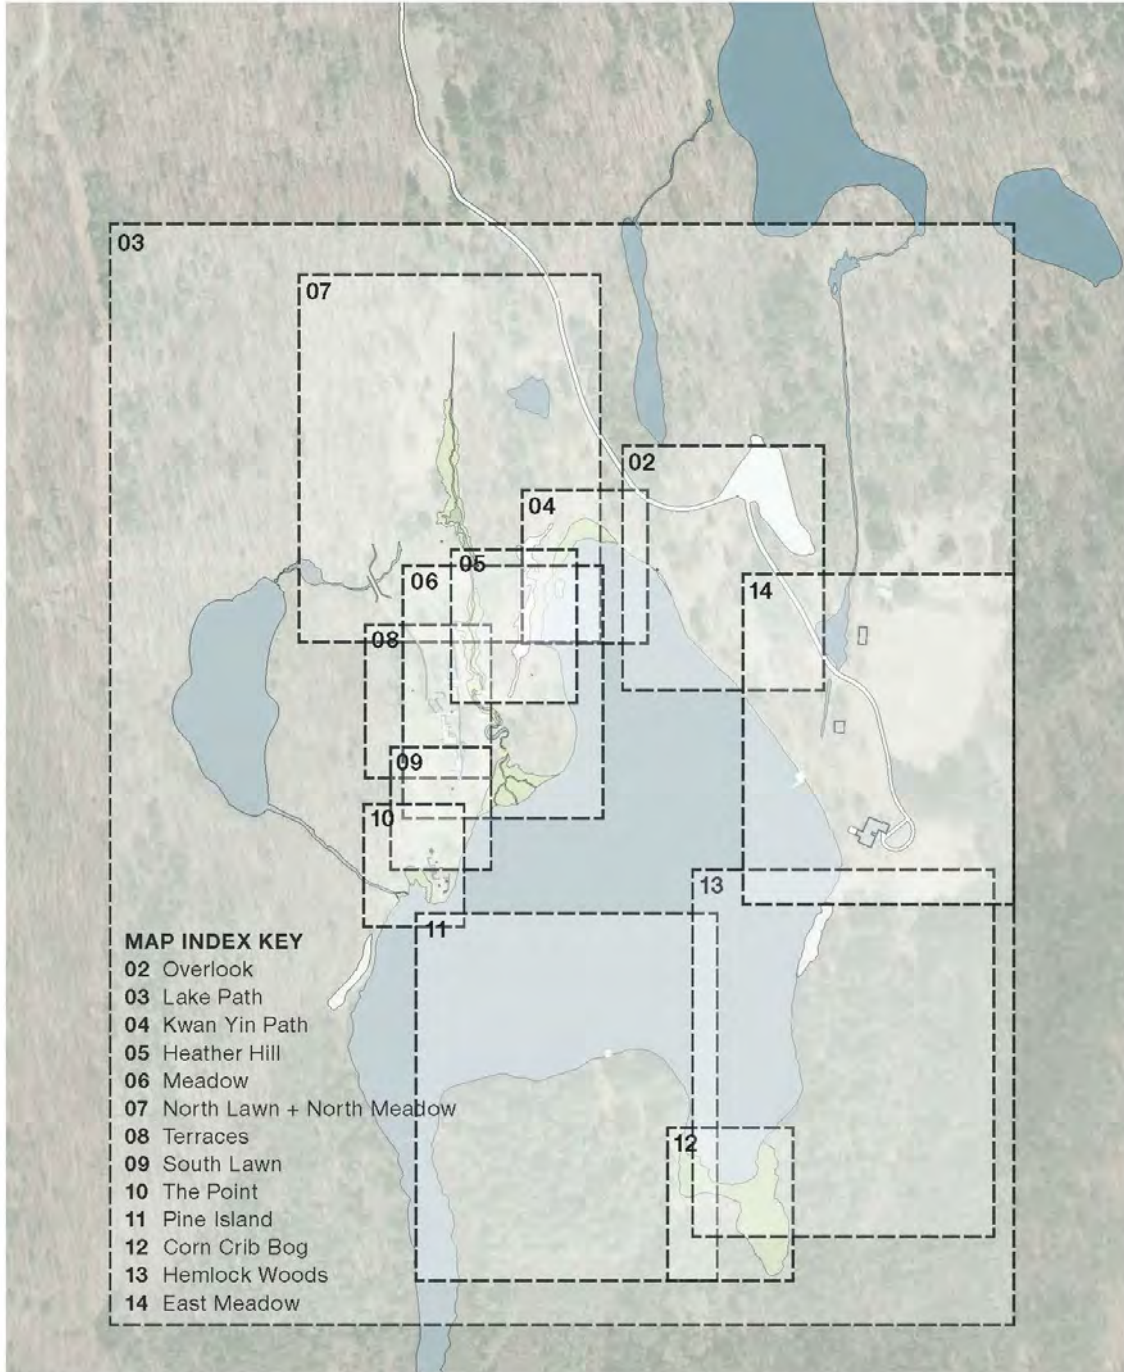 03
07
02
04
05
06
14
08
09
10
13
11
12
MAP INDEX KEY
02 Overlook
03 Lake Path
04 Kwan Yin Path
05 Heather Hill
06 Meadow
07 North Lawn + North Meadow
08 Terraces
09 South Lawn
10 The Point
11 Pine Island
12 Corn Crib Bog
13 Hemlock Woods
14 East Meadow